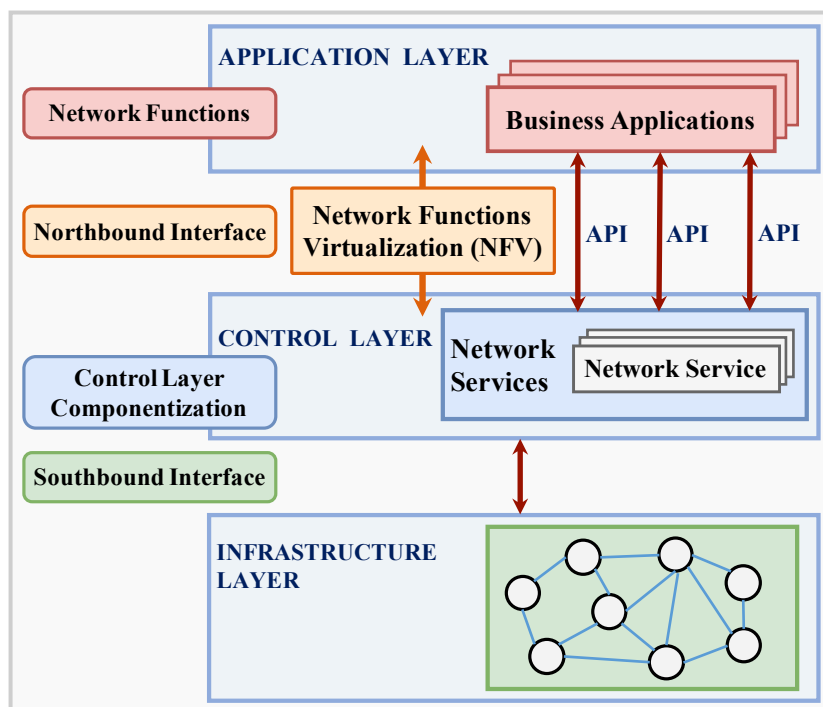 APPLICATION LAYER
Network Functions
Business Applications
Northbound Interface
Network Functions
Virtualization (NFV)
API
API
API
CONTROL LAYER
Network
Services
Network Service
Control Layer
Componentization
Southbound Interface
INFRASTRUCTURE
LAYER